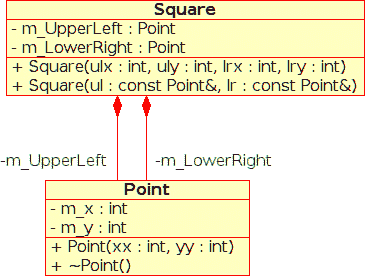 Square
- m_UpperLeft : Point
- m_LowerRight : Point
+ Square(ulx : int, uly : int, lrx : int, lry : int)
+ Square(ul : const Point&, lr : const Point&)
-m_UpperLeft
-m_LowerRight
Point
- m_x : int
- m_y : int
+ Point(xx : int, yy : int)
+ ~Point()